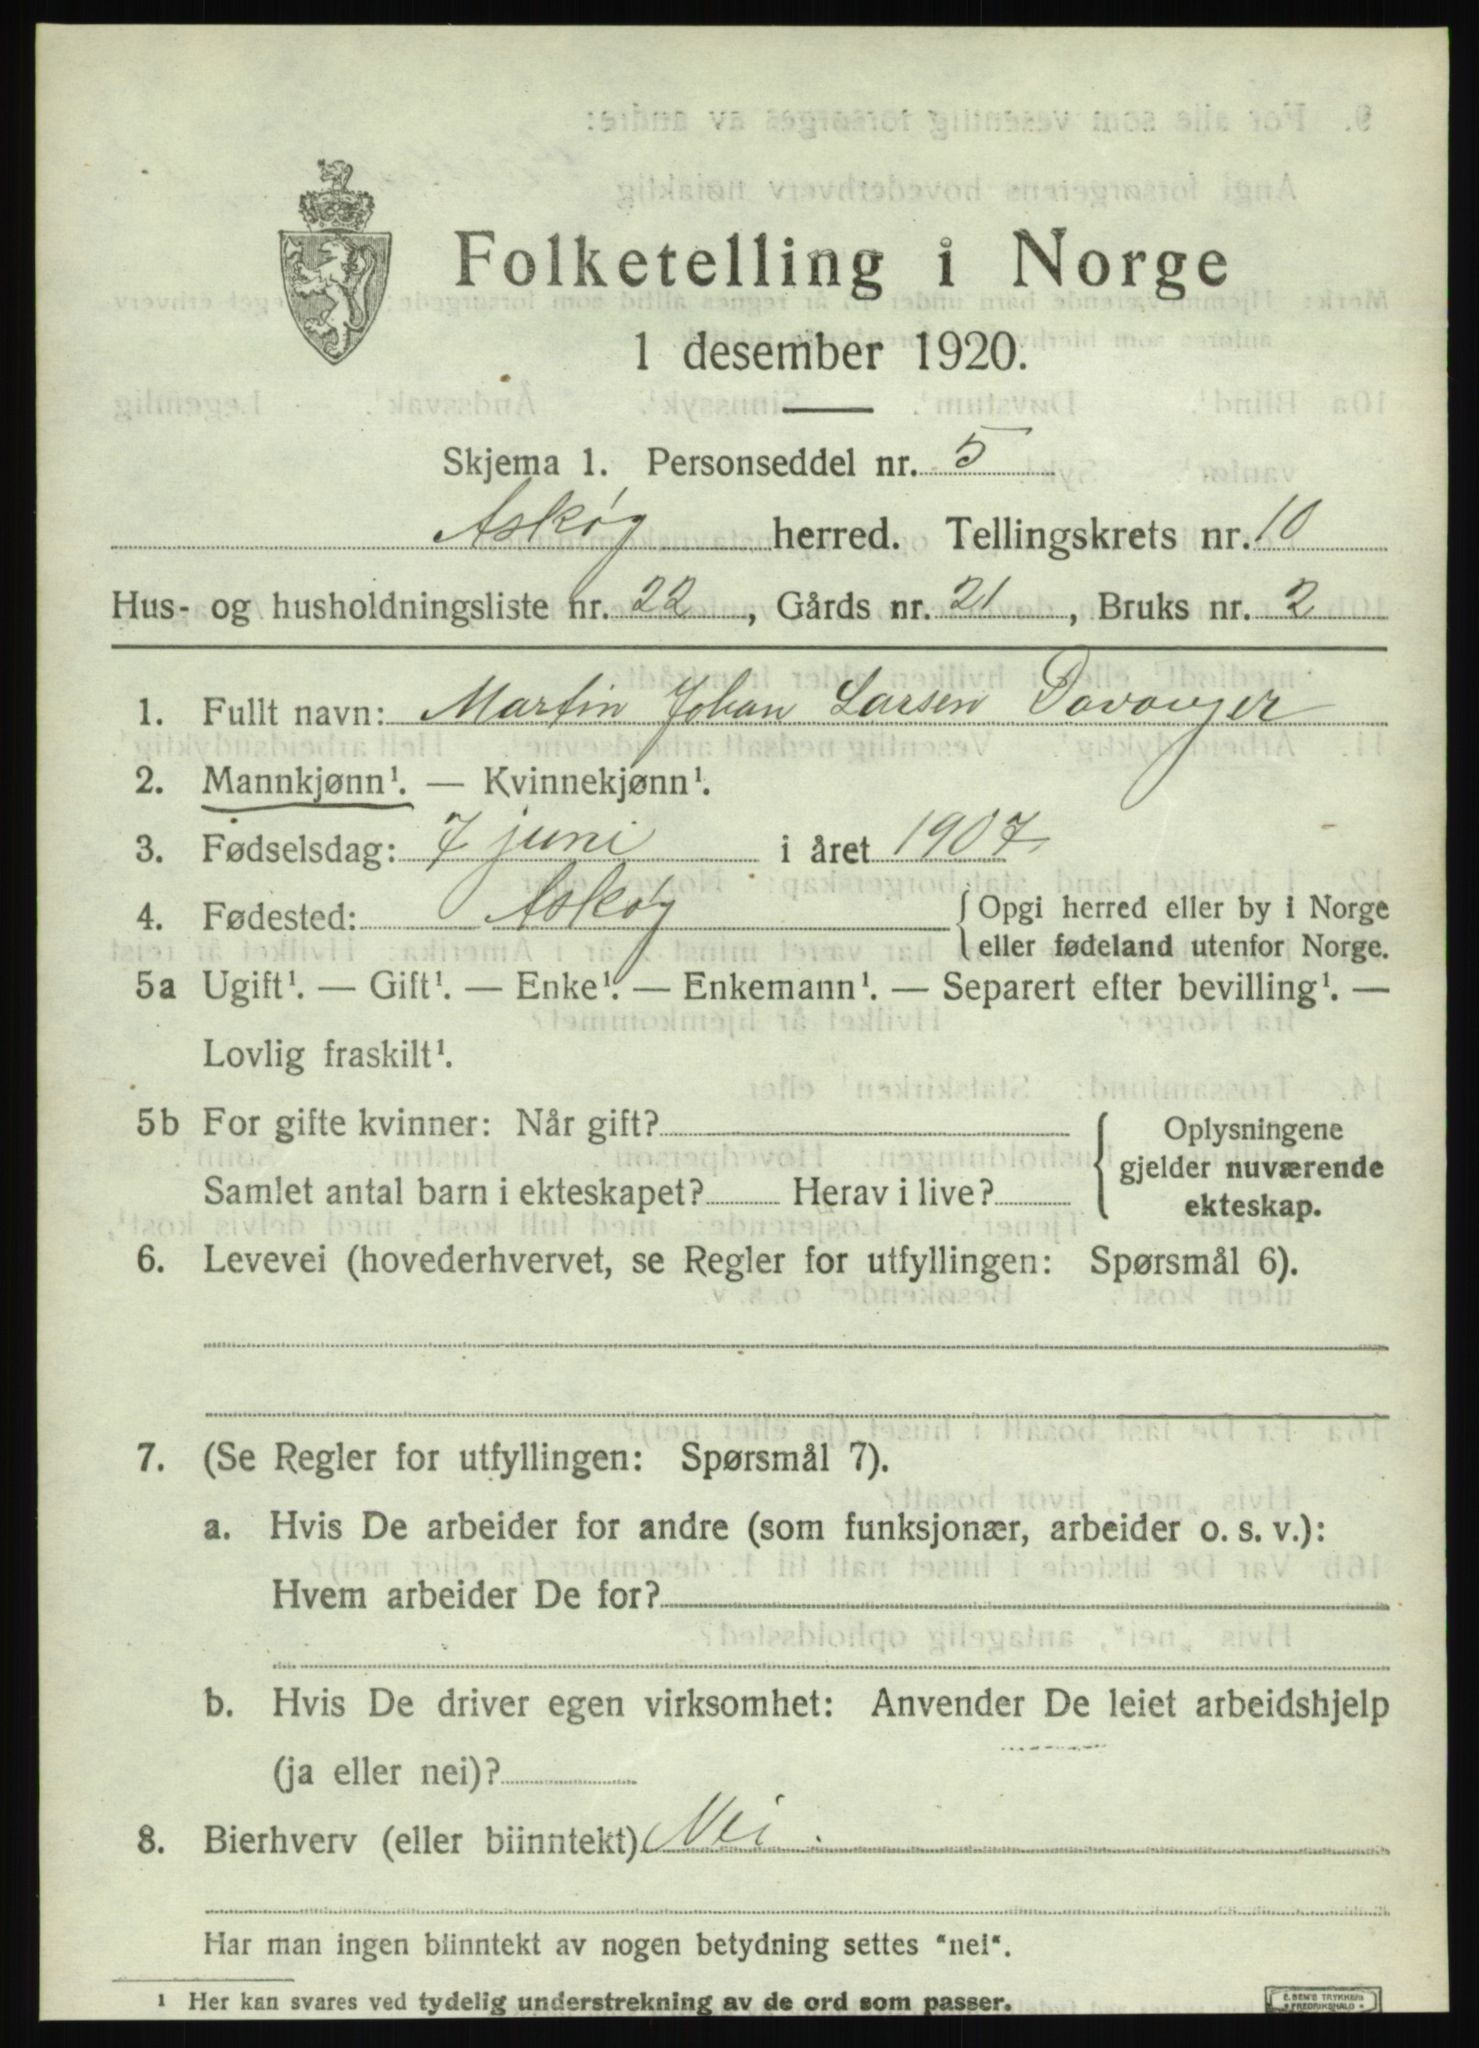 Folketelling i Norge
1 desember 1920.
Skjema 1. Personseddel nr. 5
Askøy herred. Tellingskrets nr. 10
Hus- og husholdningsliste nr. 22, Gårds nr. 21, Bruks nr. 2
1. Fullt navn: Martin Johan Larsen Davanger
2. Mannkjønn¹. — Kvinnekjønn¹.
3. Fødselsdag: 7 juni i året 1907
4. Fødested: Askøy { Opgi herred eller by i Norge
eller fødeland utenfor Norge.
5a Ugift¹. — Gift¹. — Enke¹. — Enkemann¹. — Separert efter bevilling¹. —
Lovlig fraskilt¹.
5b For gifte kvinner: Når gift?
Samlet antal barn i ekteskapet? Herav i live?
{ Oplysningene
gjelder nuværende
ekteskap.
6. Levevei (hovederhvervet, se Regler for utfyllingen: Spørsmål 6).
7. (Se Regler for utfyllingen: Spørsmål 7).
a. Hvis De arbeider for andre (som funksjonær, arbeider o. s. v.):
Hvem arbeider De for?
b. Hvis De driver egen virksomhet: Anvender De leiet arbeidshjelp
(ja eller nei)?
8. Bierhverv (eller biinntekt) Nei.
Har man ingen biinntekt av nogen betydning settes "nei".
¹ Her kan svares ved tydelig understrekning av de ord som passer.